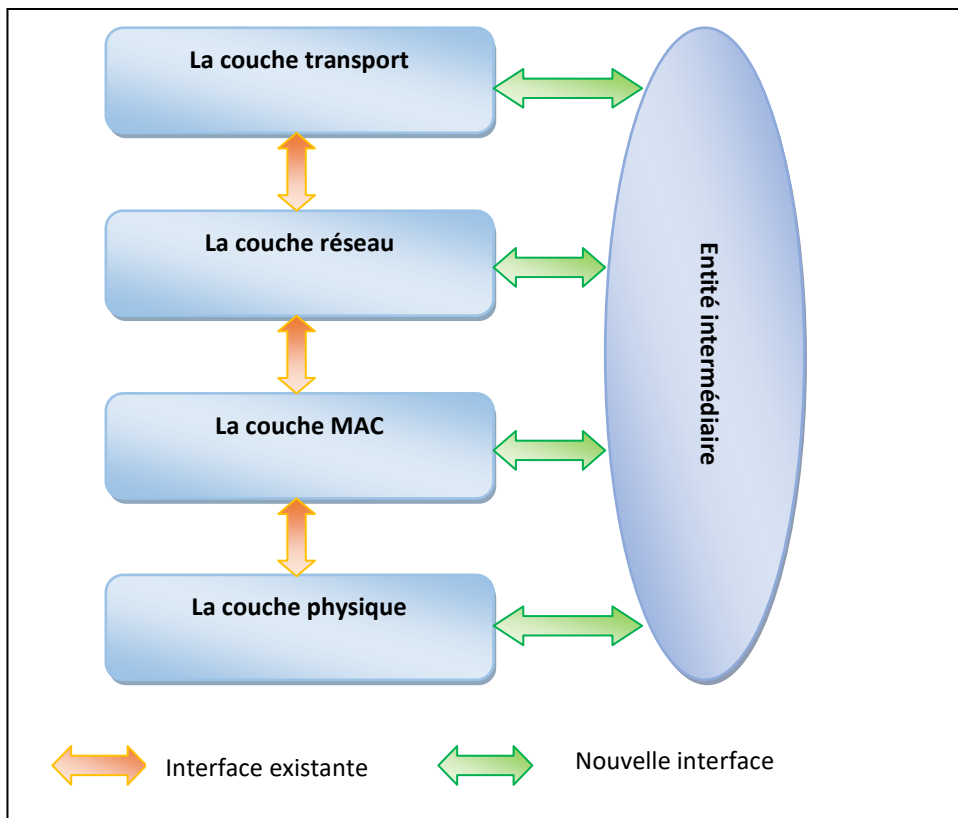 La couche transport
La couche réseau
Entité intermédiaire
La couche MAC
La couche physique
Interface existante
Nouvelle interface